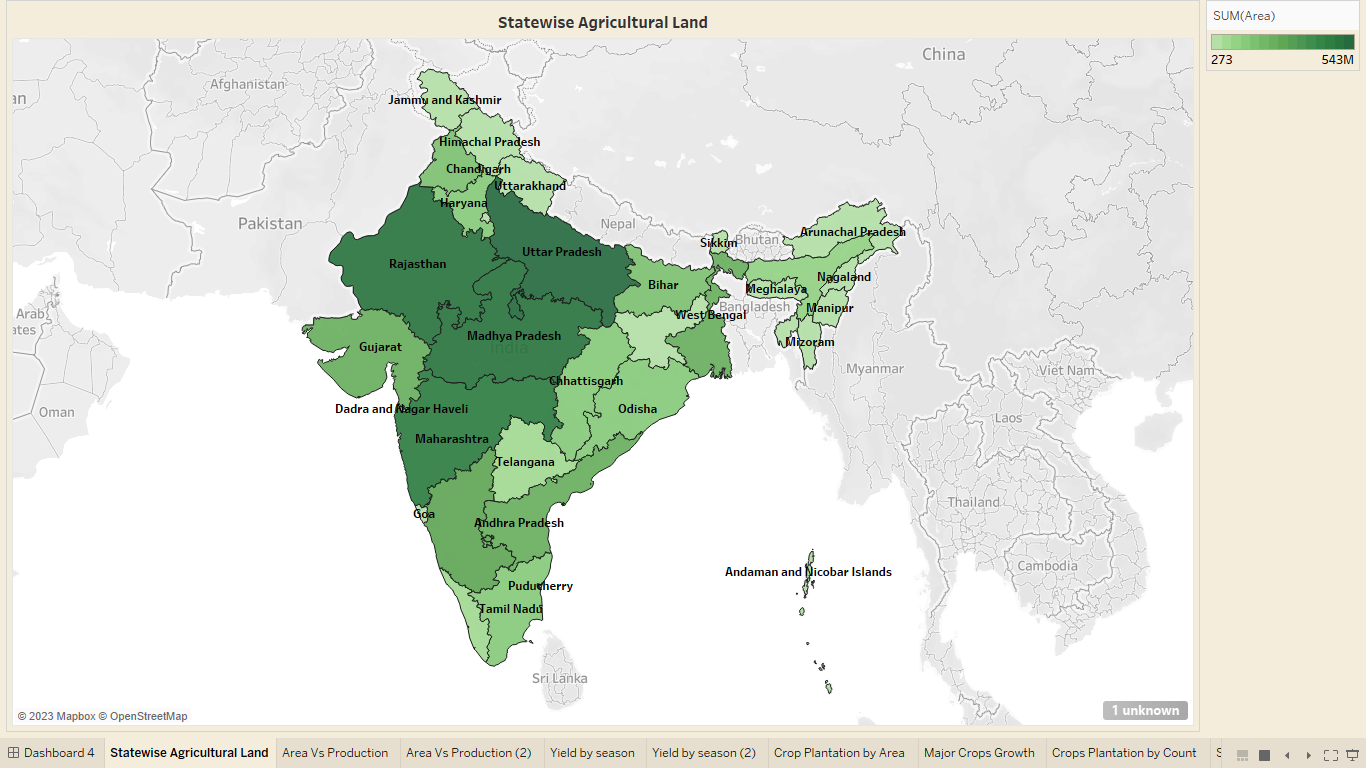 Statewise Agricultural Land
SUM(Area)
273 543M
China
Afghanistan
Jammu and Kashmir
Himachal Pradesh
Chandigarh
Uttarakhand
Haryana
Pakistan
Nepal
Sikkim
Bhutan
Arunachal Pradesh
Uttar Pradesh
Rajasthan
Bihar
Nagaland
Meghalaya
Bangladesh
Manipur
West Bengal
Arab
ates
Madhya Pradesh
India
Mizoram
Gujarat
Myanmar
Viet Nam
Chhattisgarh
Dadra and Nagar Haveli
Odisha
Oman
Laos
Maharashtra
Telangana
Thailand
Goa
Andhra Pradesh
Cambodia
Andaman and Nicobar Islands
Puducherry
Tamil Nadu
Sri Lanka
© 2023 Mapbox © OpenStreetMap
1 unknown
Dashboard 4 Statewise Agricultural Land Area Vs Production Area Vs Production (2) Yield by season Yield by season (2) Crop Plantation by Area Major Crops Growth Crops Plantation by Count